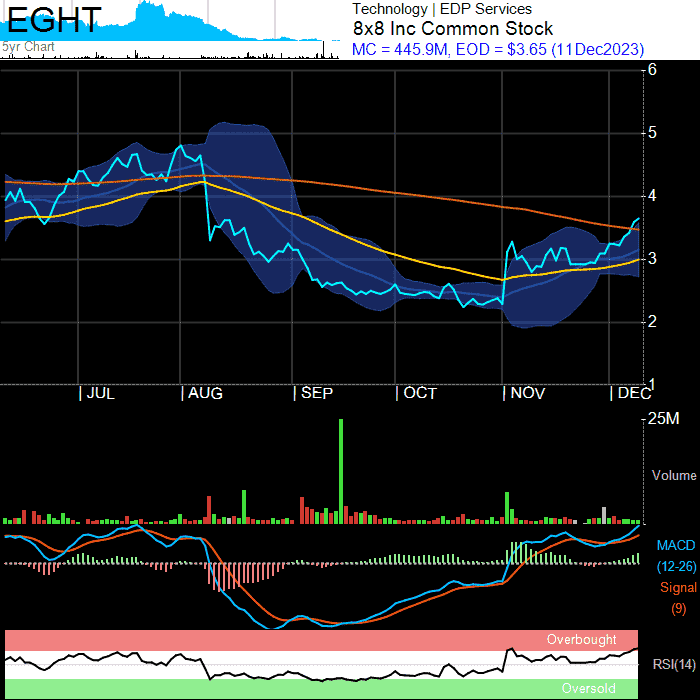 EGHT
Technology | EDP Services
8x8 Inc Common Stock
5yr Chart
MC = 445.9M, EOD = $3.65 (11Dec2023)
6
5
4
3
2
1
| JUL | AUG | SEP | OCT | NOV | DEC
25M
Volume
MACD
(12-26)
Signal
(9)
Overbought
RSI(14)
Oversold